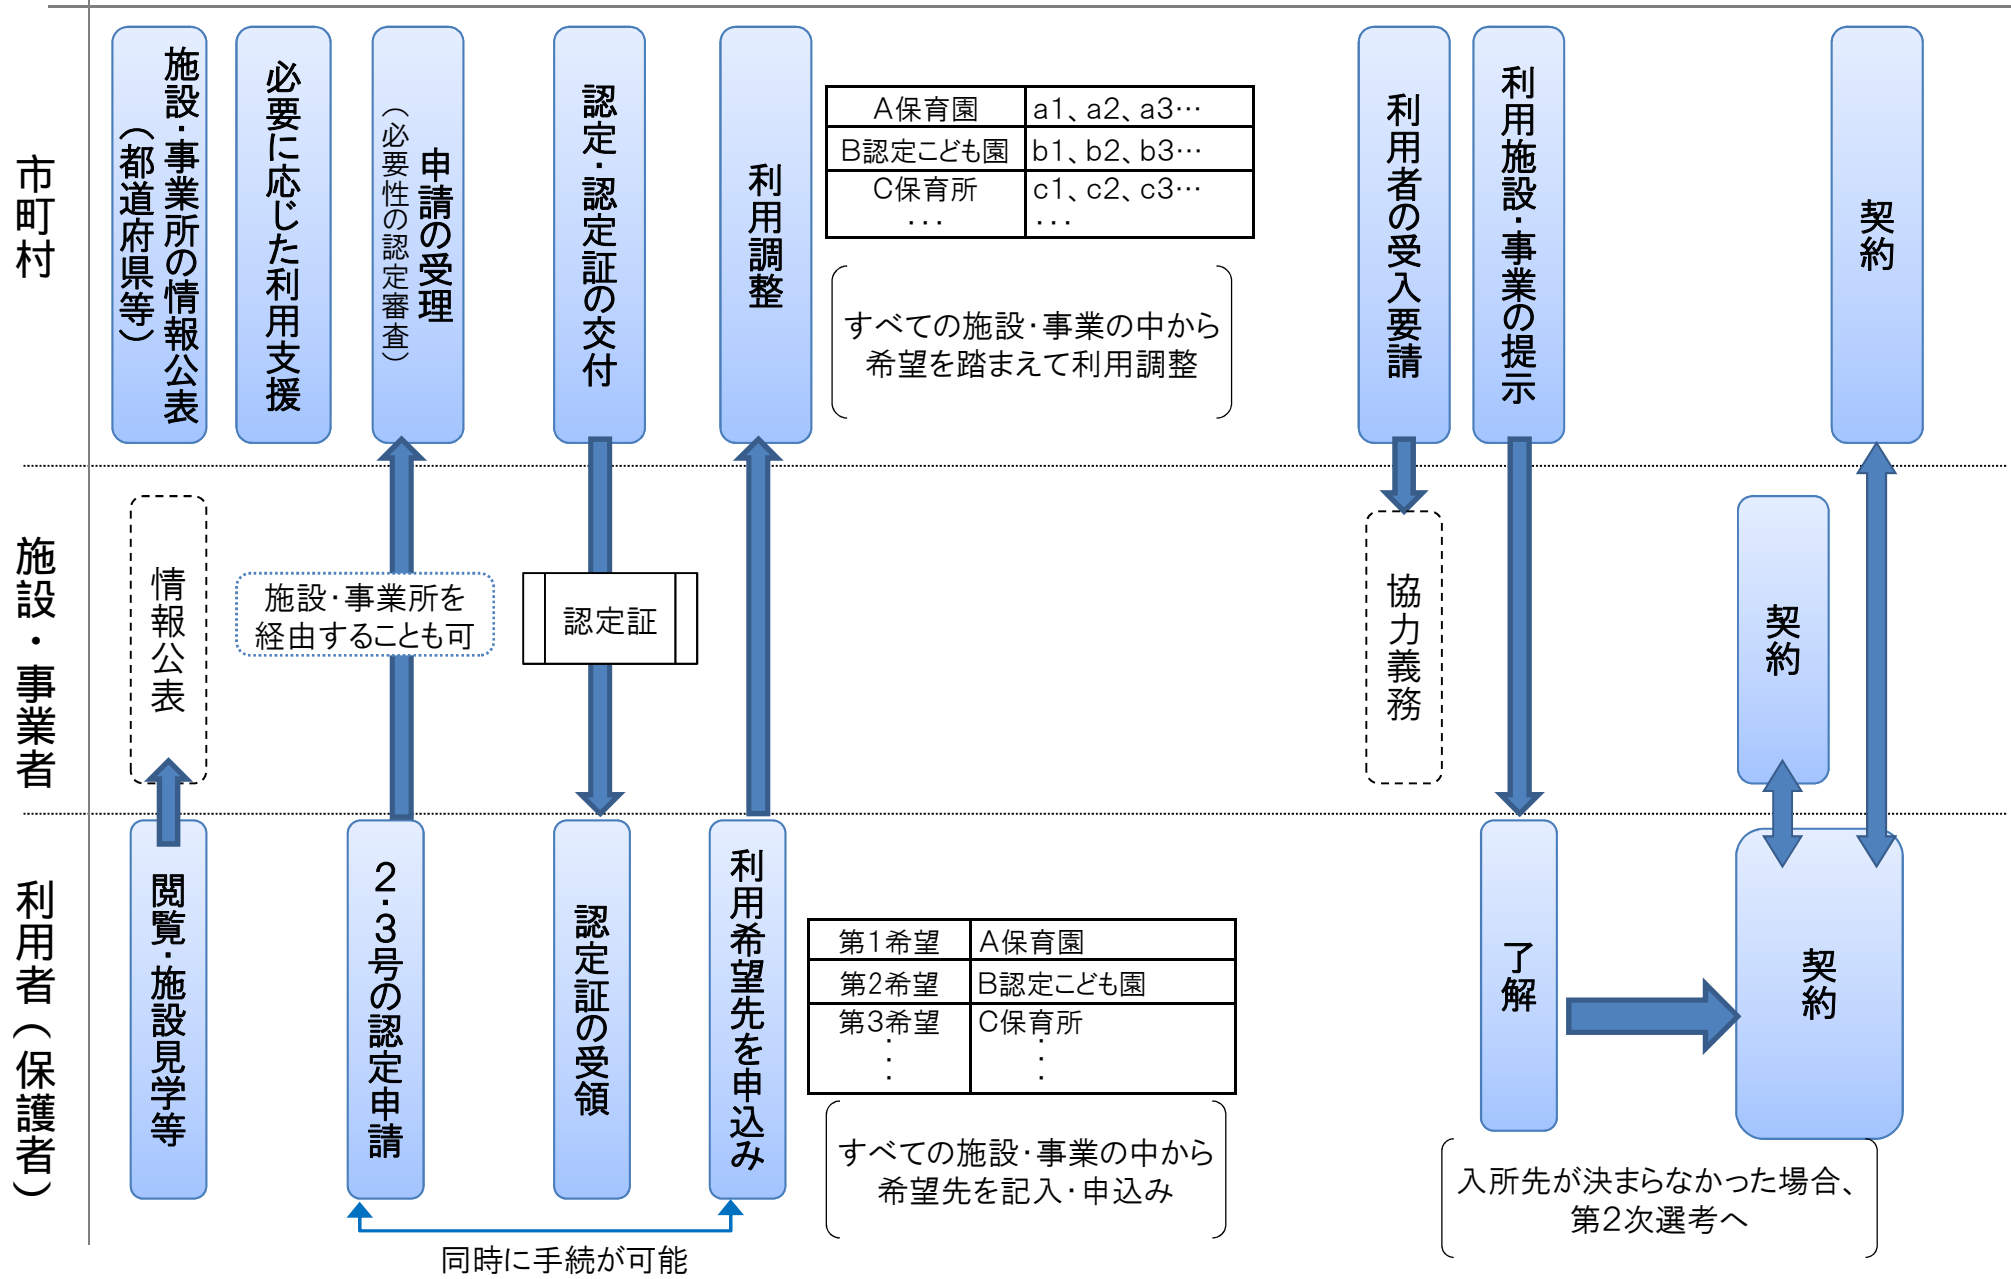 市町村
施設・事業所の情報公表
（都道府県等）
必要に応じた利用支援
申請の受理
（必要性の認定審査）
認定・認定証の交付
利用調整
A保育園 a1、a2、a3…
B認定こども園 b1、b2、b3…
C保育所 c1、c2、c3…
・・・ ・・・
すべての施設・事業の中から
希望を踏まえて利用調整
利用者の受入要請
利用施設・事業の提示
契約
施設・事業者
情報公表
施設・事業所を
経由することも可
認定証
協力義務
契約
利用者（保護者）
閲覧・施設見学等
2・3号の認定申請
認定証の受領
利用希望先を申込み
第1希望 A保育園
第2希望 B認定こども園
第3希望 C保育所
・ ・
・ ・
・ ・
すべての施設・事業の中から
希望先を記入・申込み
了解
契約
入所先が決まらなかった場合、
第2次選考へ
同時に手続が可能